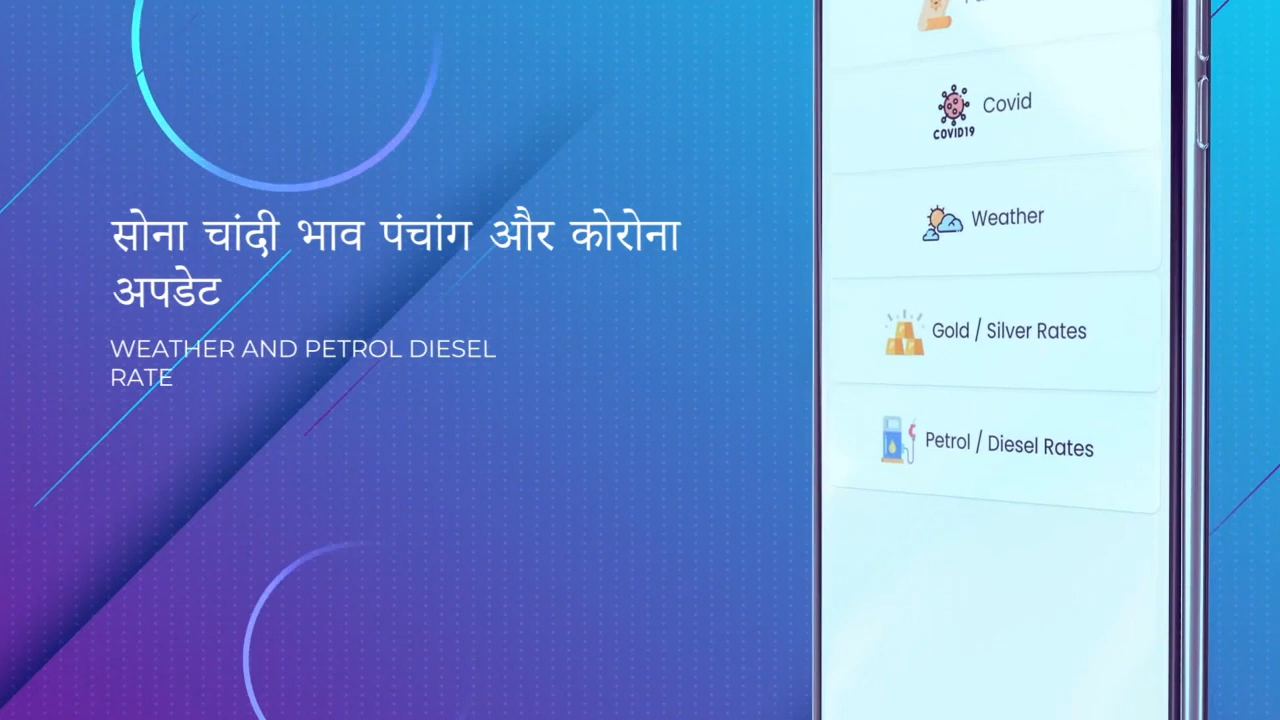 सोना चांदी भाव पंचांग और कोरोना
अपडेट
WEATHER AND PETROL DIESEL
RATE
Covid
COVID19
Weather
Gold / Silver Rates
Petrol / Diesel Rates